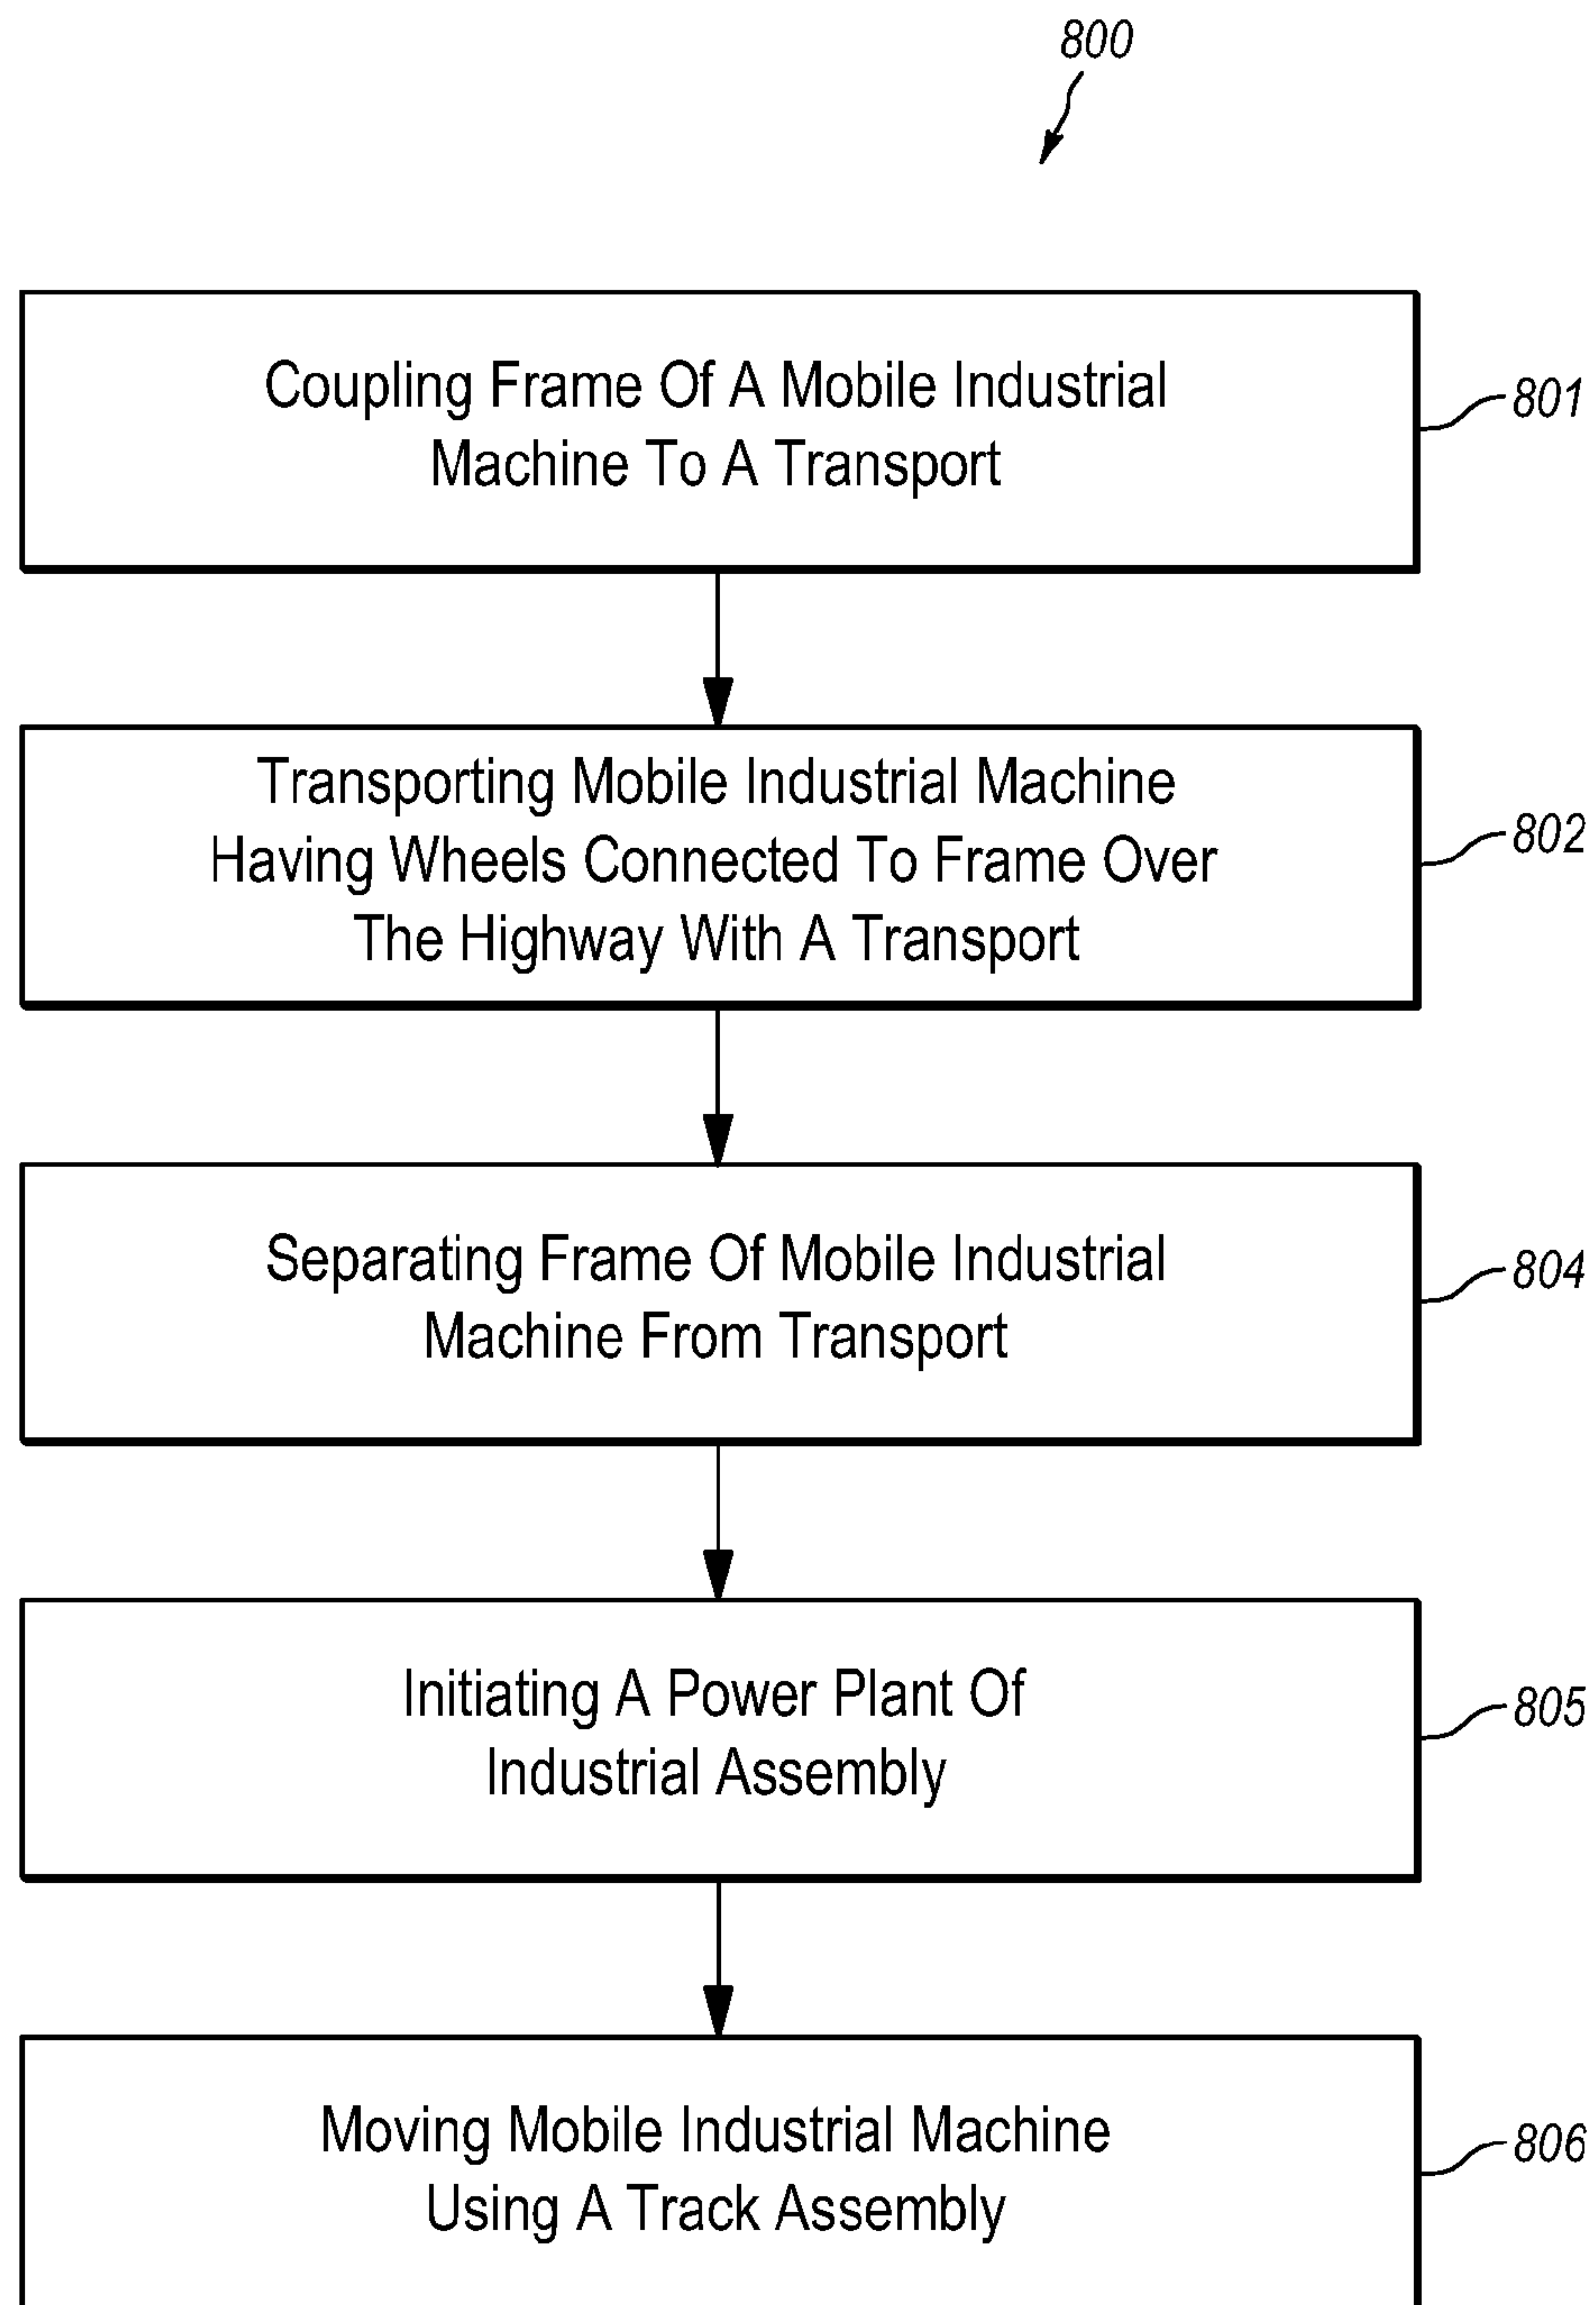 800
Coupling Frame Of A Mobile Industrial
Machine To A Transport
801
Transporting Mobile Industrial Machine
Having Wheels Connected To Frame Over
The Highway With A Transport
802
Separating Frame Of Mobile Industrial
Machine From Transport
804
Initiating A Power Plant Of
Industrial Assembly
805
Moving Mobile Industrial Machine
Using A Track Assembly
806